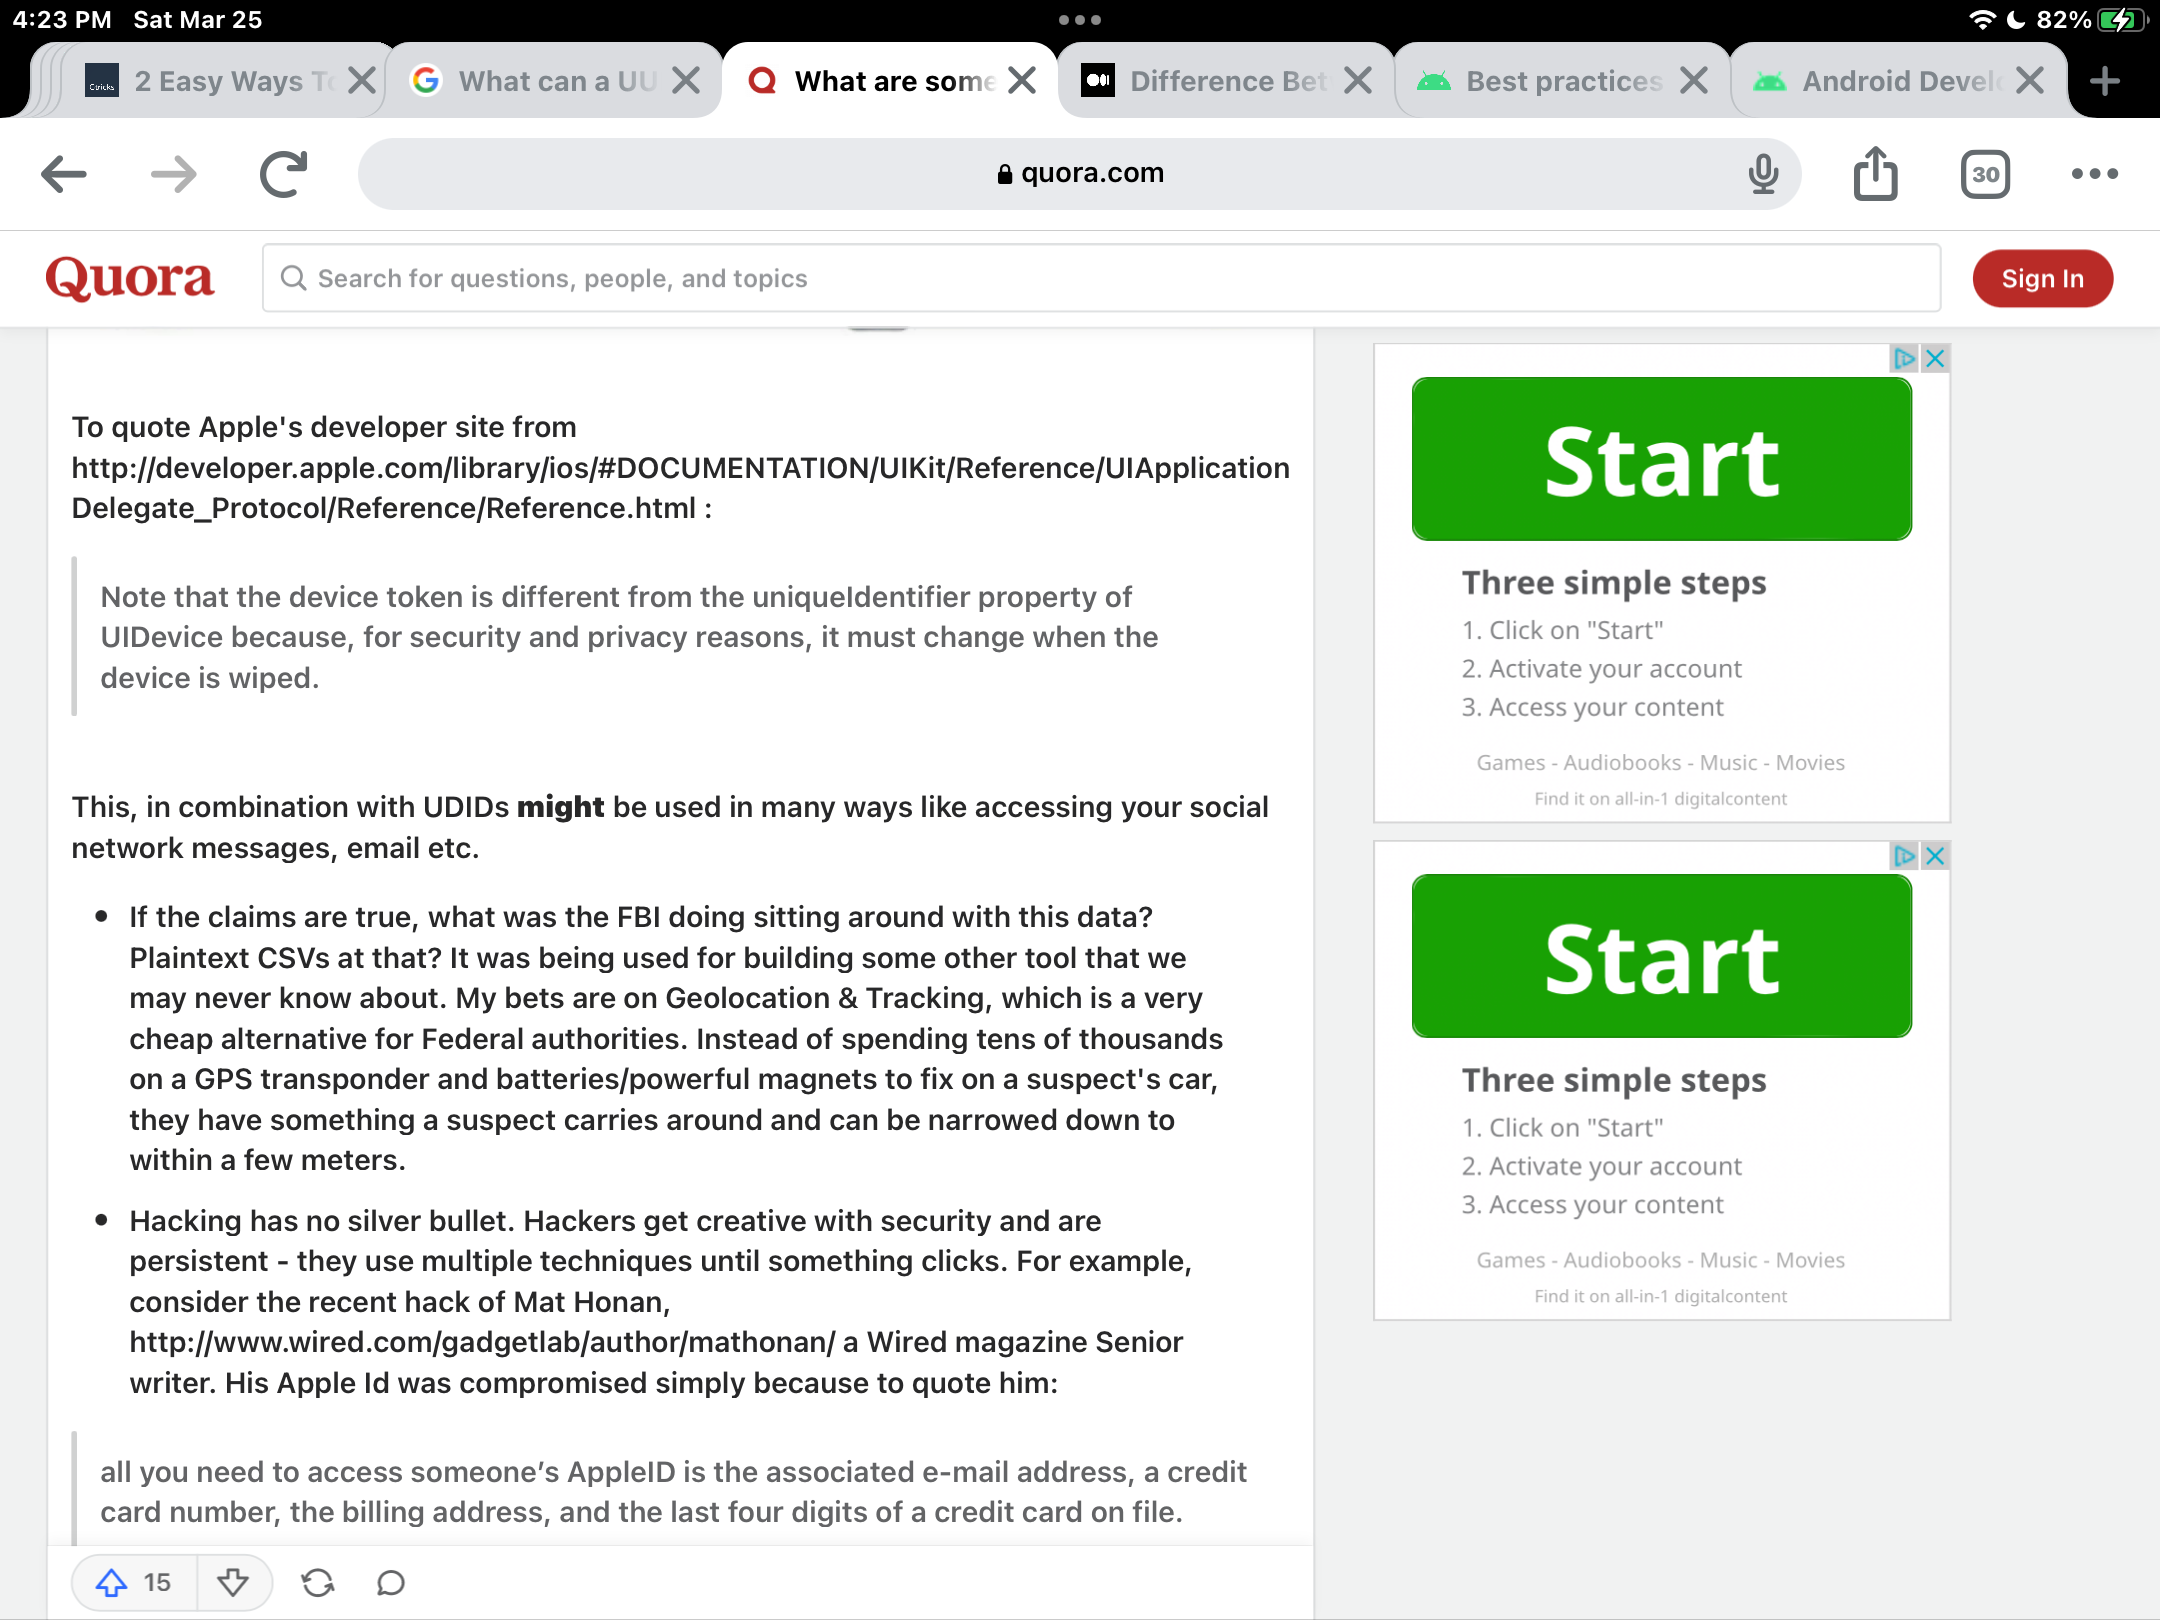 4:23 PM Sat Mar 25
82%
Ctricks 2 Easy Ways To
What can a UU
What are some
Difference Bet
Best practices
Android Develo
quora.com
30
Quora
Search for questions, people, and topics
Sign In
To quote Apple's developer site from
http://developer.apple.com/library/ios/#DOCUMENTATION/UIKit/Reference/UIApplication
Delegate_Protocol/Reference/Reference.html :
Note that the device token is different from the uniqueIdentifier property of
UIDevice because, for security and privacy reasons, it must change when the
device is wiped.
This, in combination with UDIDs might be used in many ways like accessing your social
network messages, email etc.
• If the claims are true, what was the FBI doing sitting around with this data?
Plaintext CSVs at that? It was being used for building some other tool that we
may never know about. My bets are on Geolocation & Tracking, which is a very
cheap alternative for Federal authorities. Instead of spending tens of thousands
on a GPS transponder and batteries/powerful magnets to fix on a suspect's car,
they have something a suspect carries around and can be narrowed down to
within a few meters.
• Hacking has no silver bullet. Hackers get creative with security and are
persistent - they use multiple techniques until something clicks. For example,
consider the recent hack of Mat Honan,
http://www.wired.com/gadgetlab/author/mathonan/ a Wired magazine Senior
writer. His Apple Id was compromised simply because to quote him:
all you need to access someone’s AppleID is the associated e-mail address, a credit
card number, the billing address, and the last four digits of a credit card on file.
15
Start
Three simple steps
1. Click on "Start"
2. Activate your account
3. Access your content
Games - Audiobooks - Music - Movies
Find it on all-in-1 digitalcontent
Start
Three simple steps
1. Click on "Start"
2. Activate your account
3. Access your content
Games - Audiobooks - Music - Movies
Find it on all-in-1 digitalcontent